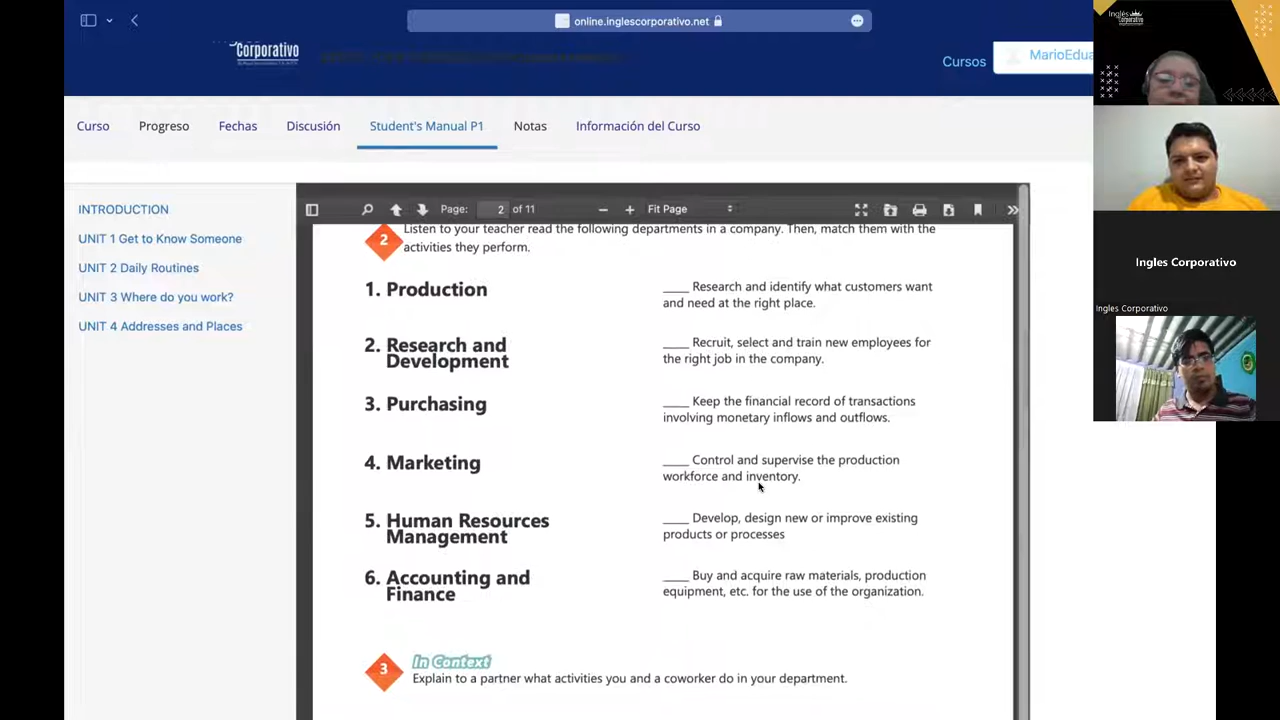 online.inglescorporativo.net
Corporativo
Cursos
MarioEdua
Curso
Progreso
Fechas
Discusión
Student's Manual P1
Notas
Información del Curso
INTRODUCTION
UNIT 1 Get to Know Someone
UNIT 2 Daily Routines
UNIT 3 Where do you work?
UNIT 4 Addresses and Places
Page: 2 of 11
Fit Page
2 Listen to your teacher read the following departments in a company. Then, match them with the
activities they perform.
1. Production
____ Research and identify what customers want
and need at the right place.
2. Research and
Development
____ Recruit, select and train new employees for
the right job in the company.
3. Purchasing
____ Keep the financial record of transactions
involving monetary inflows and outflows.
4. Marketing
____ Control and supervise the production
workforce and inventory.
5. Human Resources
Management
____ Develop, design new or improve existing
products or processes
6. Accounting and
Finance
____ Buy and acquire raw materials, production
equipment, etc. for the use of the organization.
3 In Context
Explain to a partner what activities you and a coworker do in your department.
Inglés
Corporativo
Ingles Corporativo
Ingles Corporativo